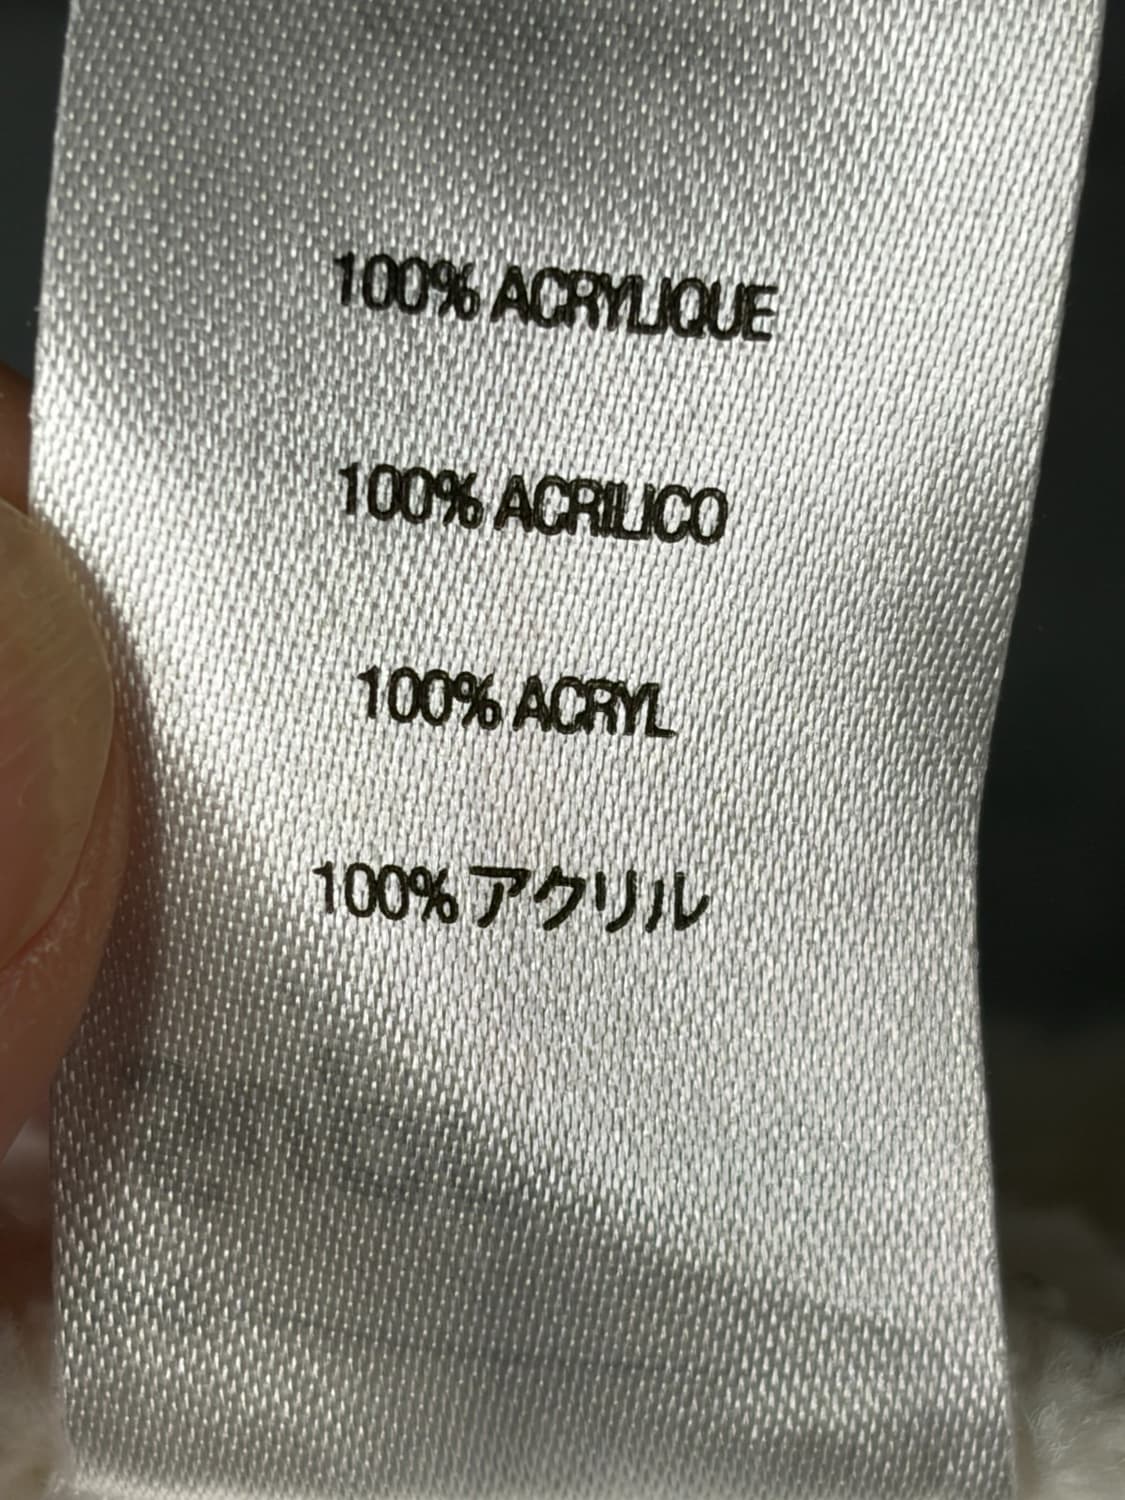 100% ACRYLIQUE
100% ACRILICO
100% ACRYL
100% アクリル